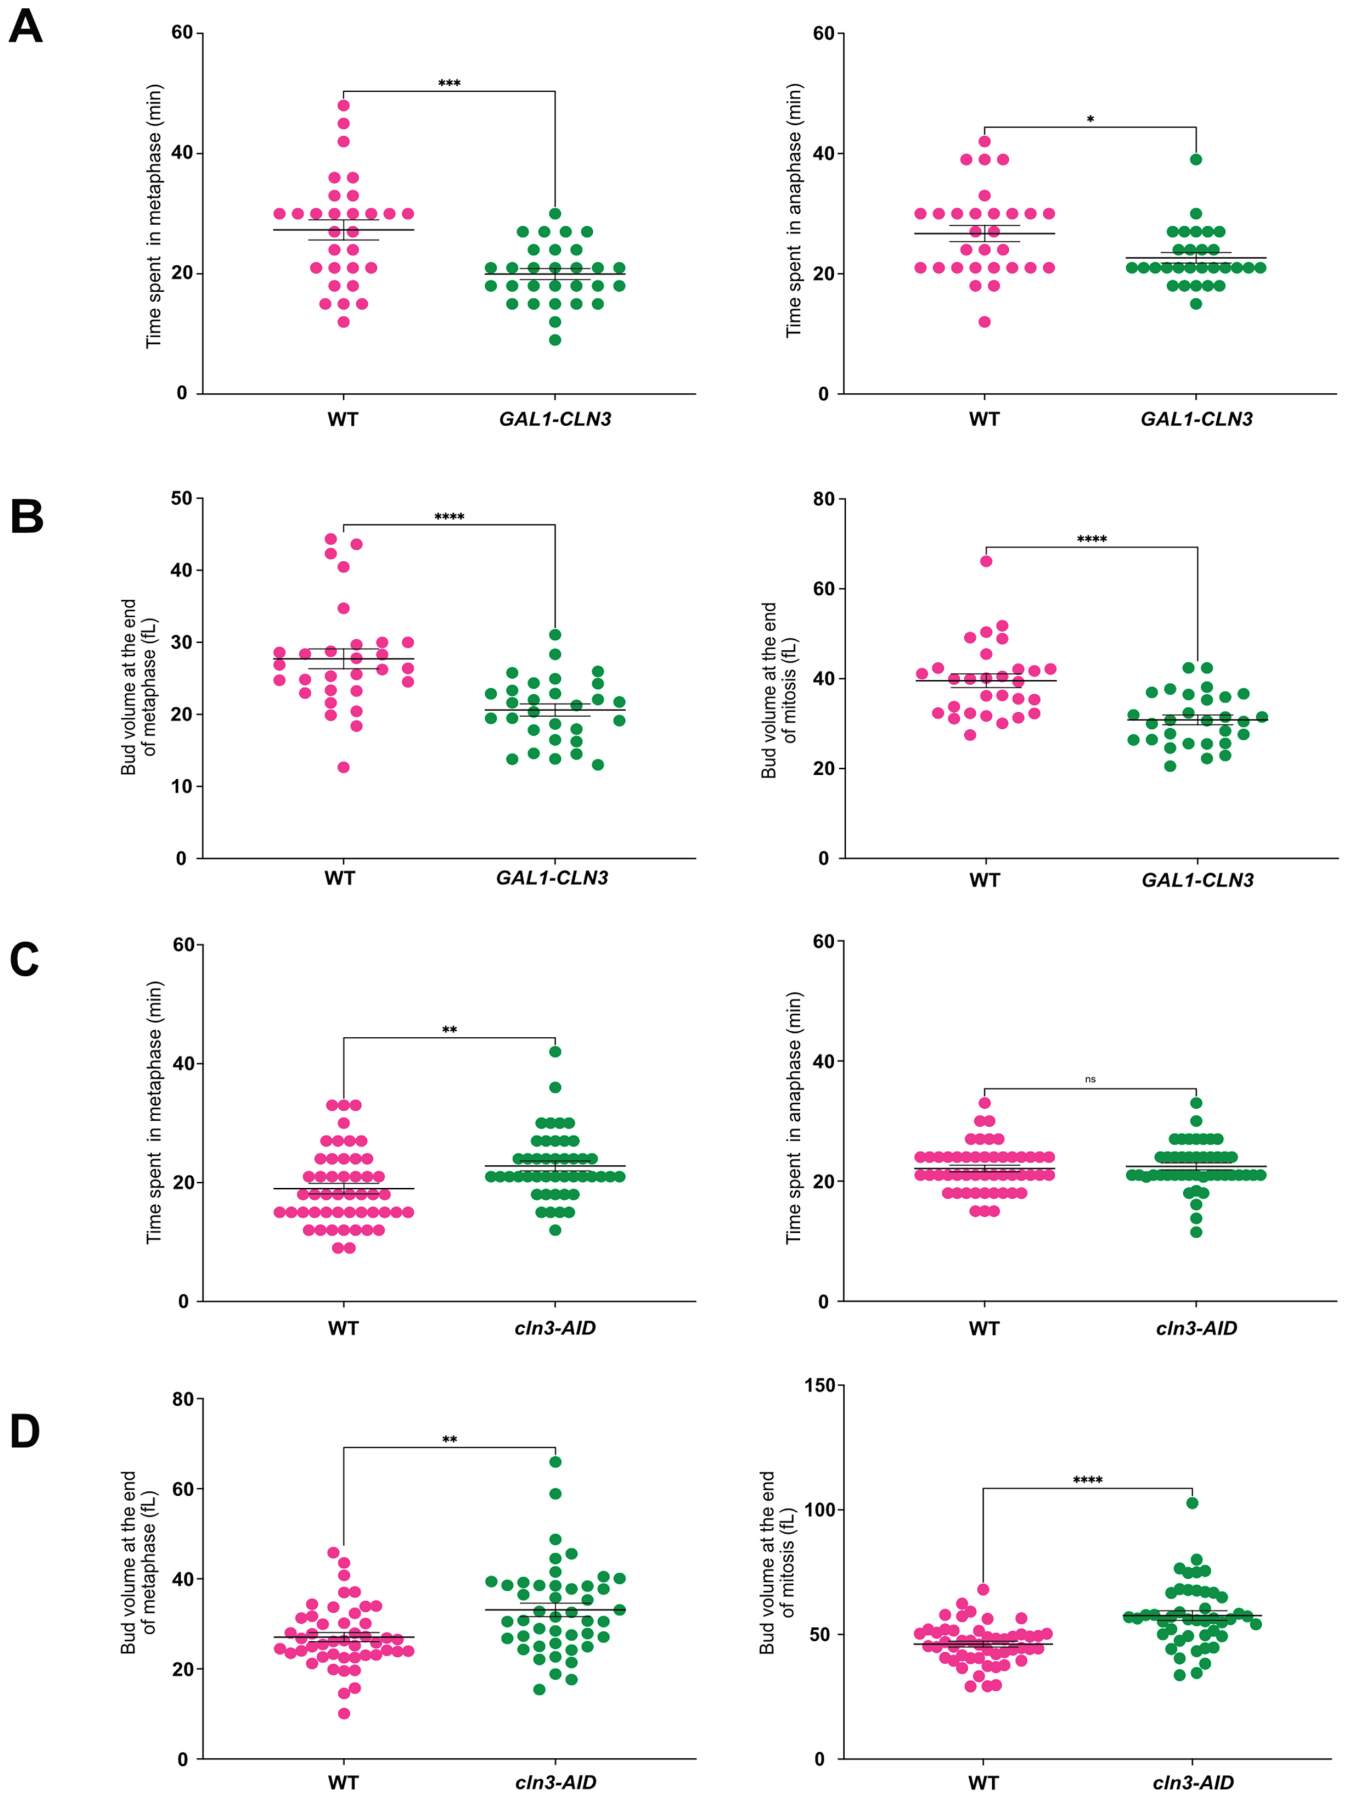 A
Time spent in metaphase (min)
60
40
20
0
***
WT
GAL1-CLN3
Time spent in anaphase (min)
60
40
20
0
*
WT
GAL1-CLN3
B
Bud volume at the end
of metaphase (fL)
50
40
30
20
10
0
****
WT
GAL1-CLN3
Bud volume at the end
of mitosis (fL)
80
60
40
20
0
****
WT
GAL1-CLN3
C
Time spent in metaphase (min)
60
40
20
0
**
WT
cln3-AID
Time spent in anaphase (min)
60
40
20
0
ns
WT
cln3-AID
D
Bud volume at the end
of metaphase (fL)
80
60
40
20
0
**
WT
cln3-AID
Bud volume at the end
of mitosis (fL)
150
100
50
0
****
WT
cln3-AID